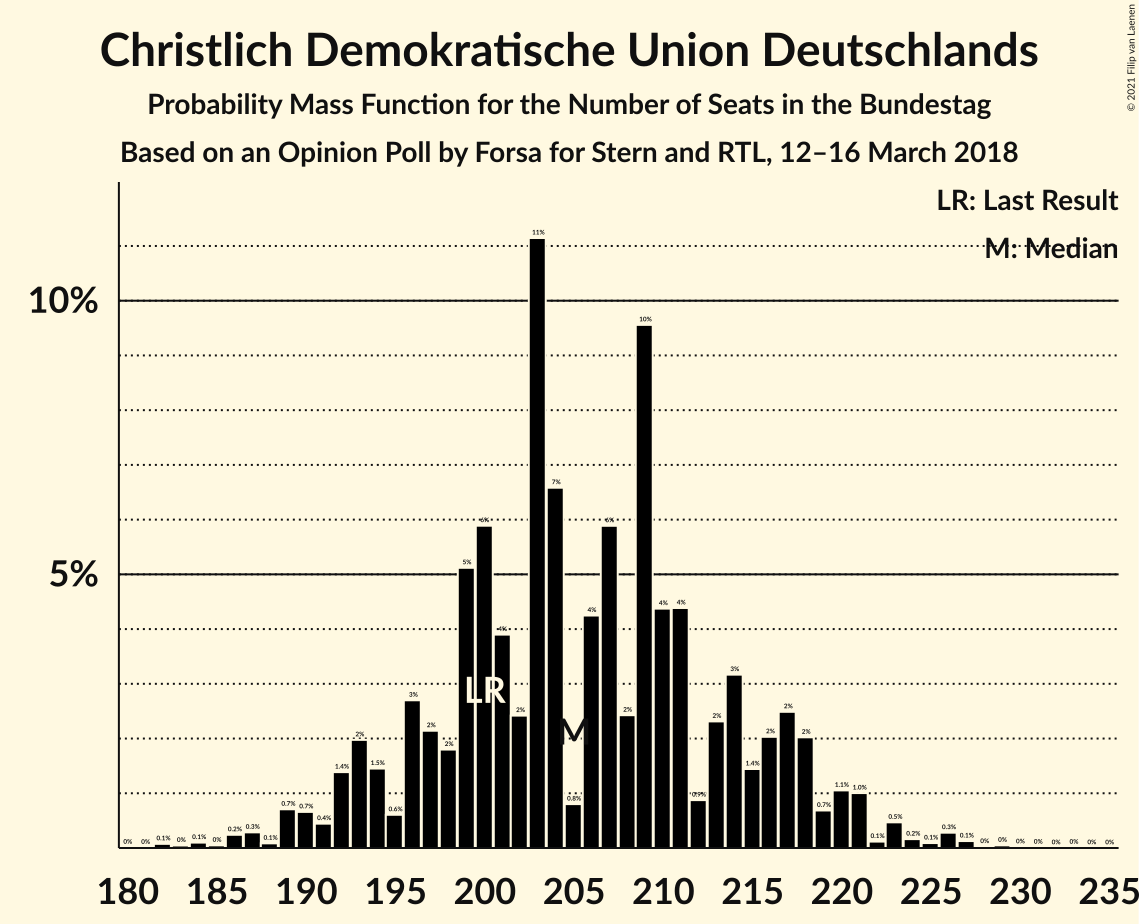 Christlich Demokratische Union Deutschlands
Probability Mass Function for the Number of Seats in the Bundestag
Based on an Opinion Poll by Forsa for Stern and RTL, 12–16 March 2018
© 2021 Filip van Laenen
LR: Last Result
M: Median
10%
5%
0% 0% 0.1% 0% 0.1% 0% 0.2% 0.3% 0.1% 0.7% 0.7% 0.4% 1.4% 2% 1.5% 0.6% 3% 2% 2% 5% 6% 4% 2% 11% 7% 0.8% 4% 6% 2% 10% 4% 4% 0.9% 2% 3% 1.4% 2% 2% 2% 0.7% 1.1% 1.0% 0.1% 0.5% 0.2% 0.1% 0.3% 0.1% 0% 0% 0% 0% 0% 0% 0% 0%
LR
M
180 185 190 195 200 205 210 215 220 225 230 235